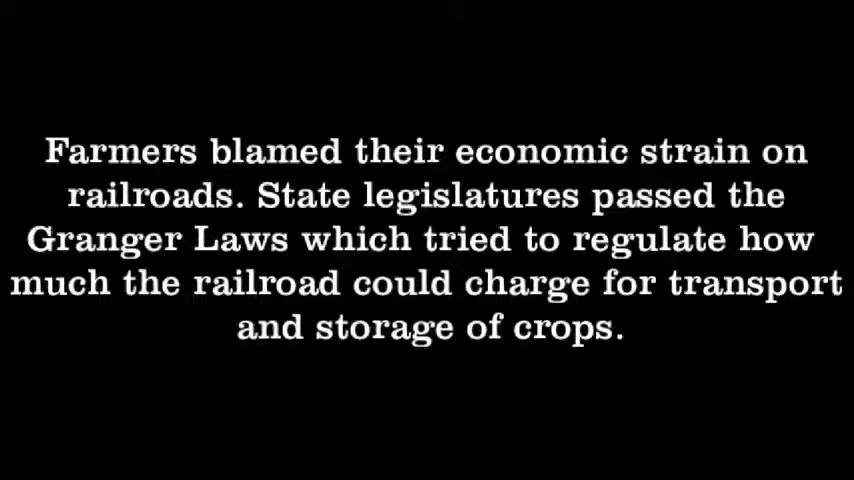 Farmers blamed their economic strain on
railroads. State legislatures passed the
Granger Laws which tried to regulate how
much the railroad could charge for transport
and storage of crops.